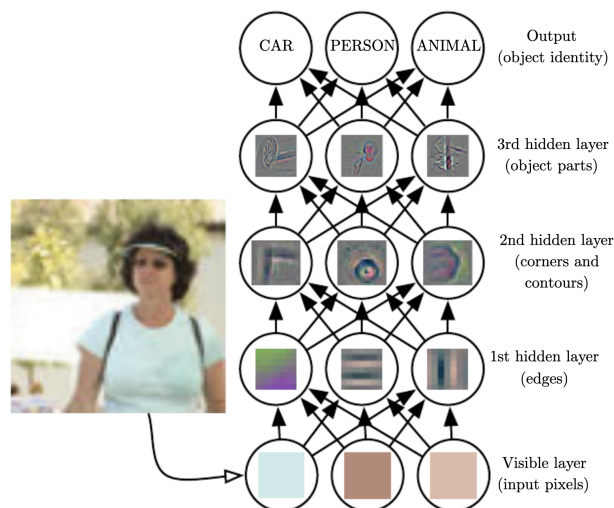 CAR
PERSON
ANIMAL
Output
(object identity)
3rd hidden layer
(object parts)
2nd hidden layer
(corners and
contours)
1st hidden layer
(edges)
Visible layer
(input pixels)